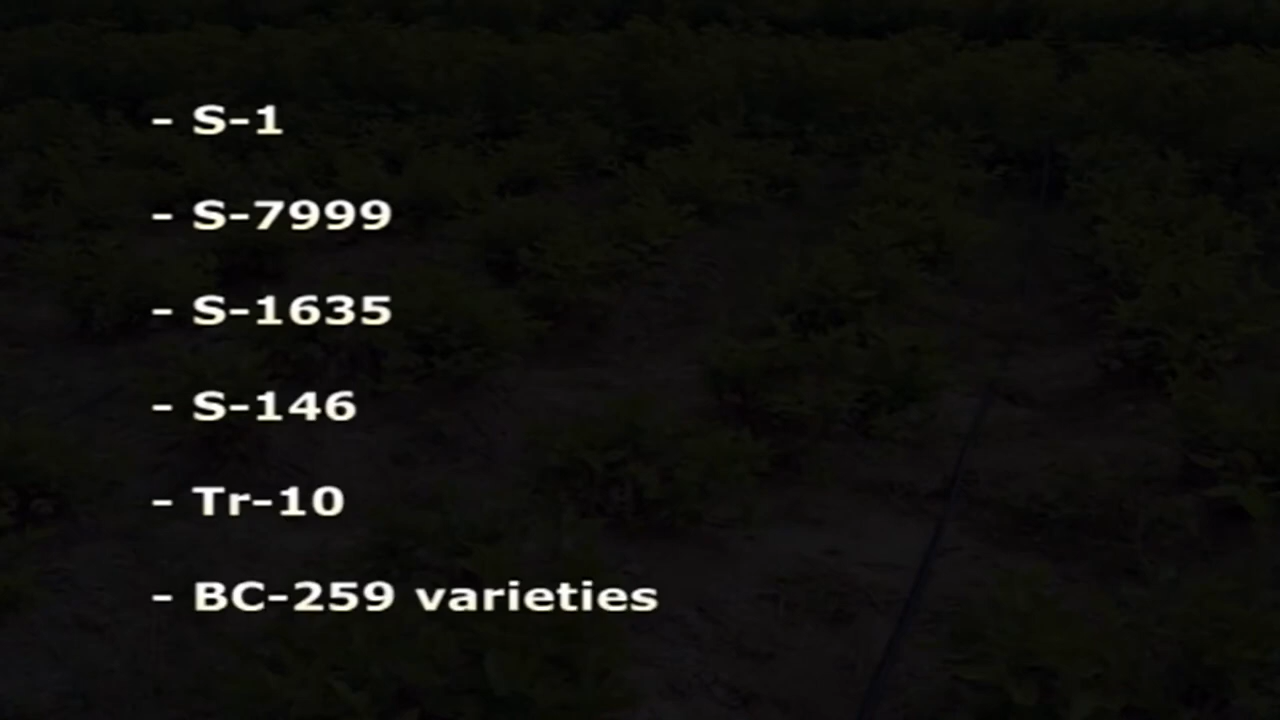 - S-1
- S-7999
- S-1635
- S-146
- Tr-10
- BC-259 varieties